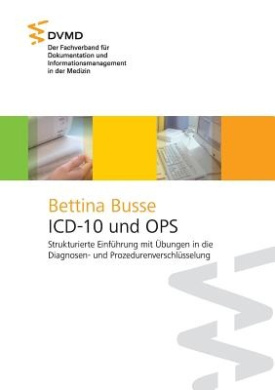 DVMD
Der Fachverband für
Dokumentation und
Informationsmanagement
in der Medizin
Bettina Busse
ICD-10 und OPS
Strukturierte Einführung mit Übungen in die
Diagnosen- und Prozedurenverschlüsselung